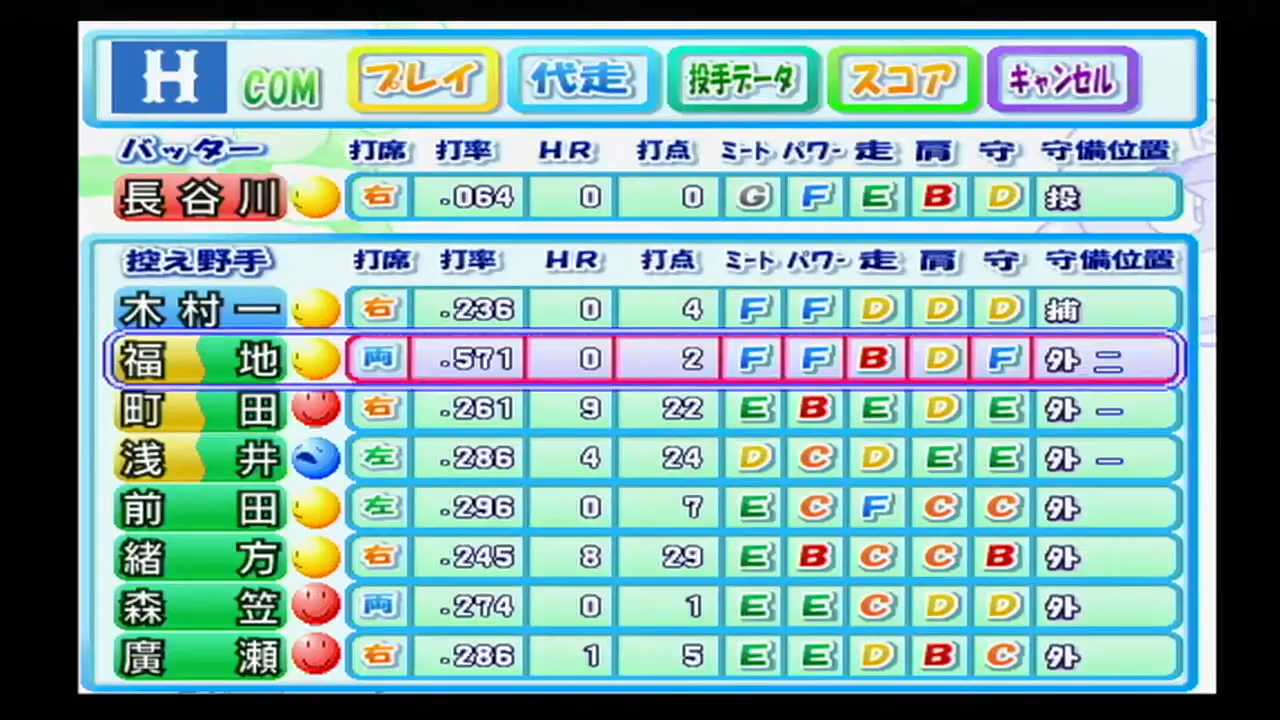 H COM プレイ 代走 投手データ スコア キャンセル
バッター 打席 打率 HR 打点 ミート パワー 走 肩 守 守備位置
長谷川 右 .064 0 0 G F E B D 投
控え野手 打席 打率 HR 打点 ミート パワー 走 肩 守 守備位置
木村一 右 .236 0 4 F F D D D 捕
福地 両 .571 0 2 F F B D F 外 二
町田 右 .261 9 22 E B E D E 外 一
浅井 左 .286 4 24 D C D E E 外 一
前田 左 .296 0 7 E C F C C 外
緒方 右 .245 8 29 E B C C B 外
森笠 両 .274 0 1 E E C D D 外
廣瀬 右 .286 1 5 E E D B C 外